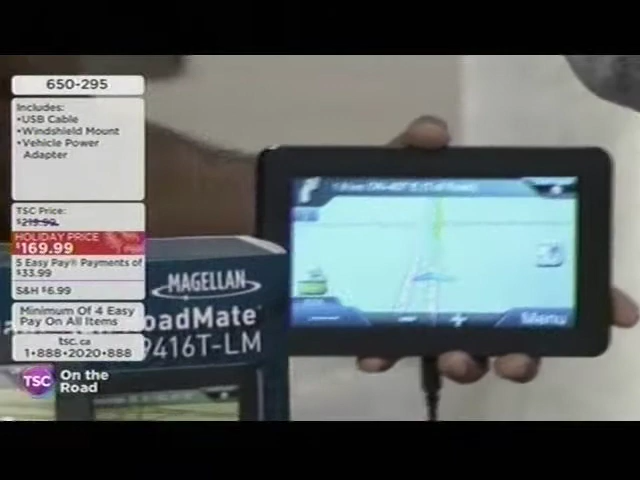 650-295
Includes:
•USB Cable
•Windshield Mount
•Vehicle Power
Adapter
TSC Price:
$219.99
HOLIDAY PRICE
$169.99
5 Easy Pay® Payments of
$33.99
S&H $6.99
Minimum Of 4 Easy
Pay On All Items
tsc.ca
1•888•2020•888
TSC
On the
Road
MAGELLAN
RoadMate
9416T-LM
Menu